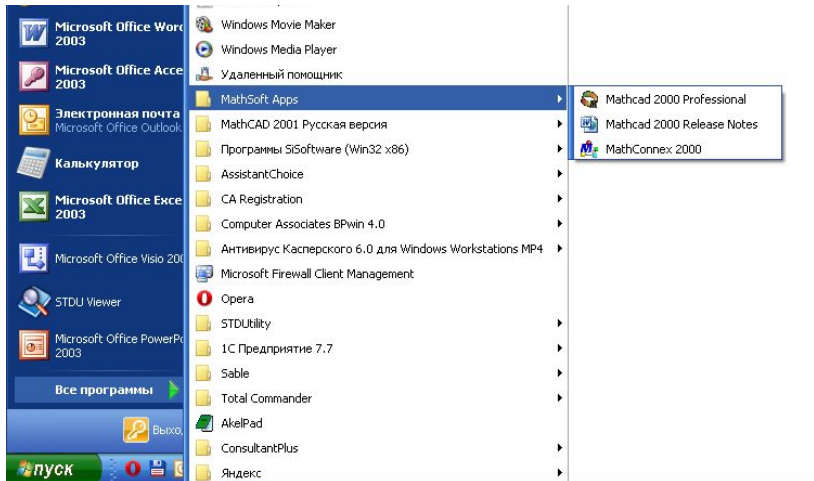 Microsoft Office Word
2003
Microsoft Office Acce
2003
Электронная почта
Microsoft Office Outlook
Калькулятор
Microsoft Office Exce
2003
Microsoft Office Visio 200
STDU Viewer
Microsoft Office PowerPo
2003
Все программы
Выхо
пуск
Windows Movie Maker
Windows Media Player
Удаленный помощник
MathSoft Apps
MathCAD 2001 Русская версия
Программы SiSoftware (Win32 x86)
AssistantChoice
CA Registration
Computer Associates BPwin 4.0
Антивирус Касперского 6.0 для Windows Workstations MP4
Microsoft Firewall Client Management
Opera
STDUtility
1С Предприятие 7.7
Sable
Total Commander
AkelPad
ConsultantPlus
Яндекс
Mathcad 2000 Professional
Mathcad 2000 Release Notes
MathConnex 2000